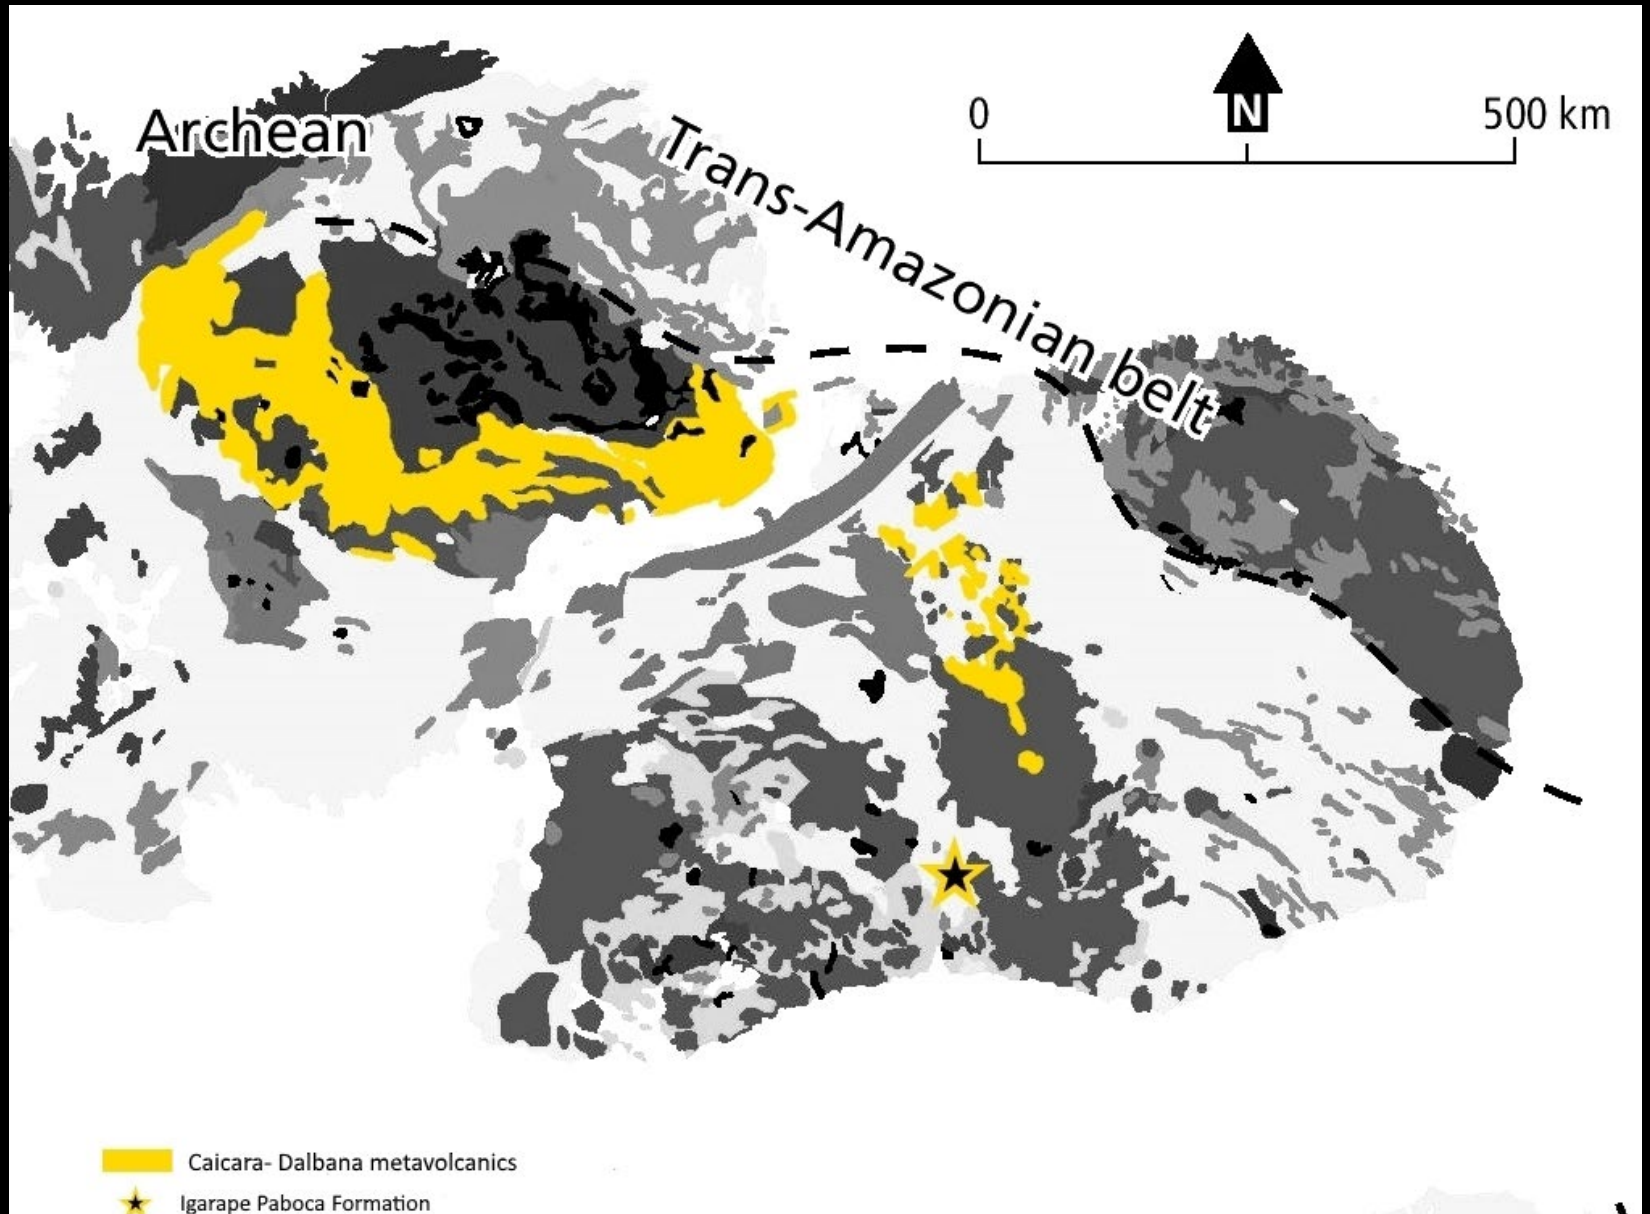 Archean
Trans-Amazonian belt
0
N
500 km
Caicara- Dalbana metavolcanics
Igarape Paboca Formation